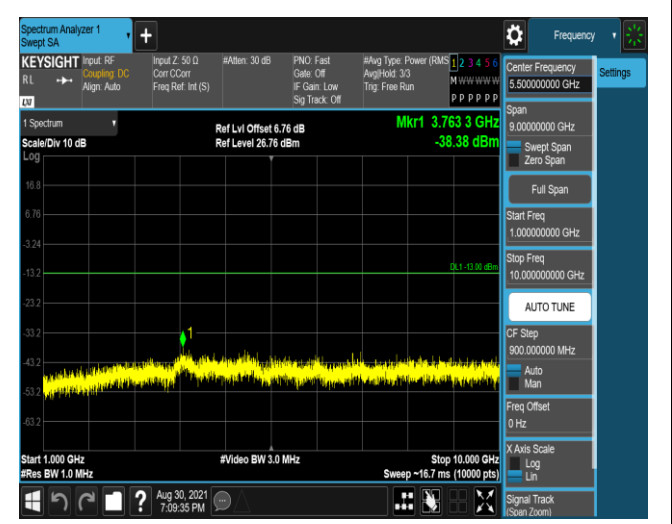 Spectrum Analyzer 1
Swept SA
+
Frequency
KEYSIGHT
RL
Input: RF
Coupling: DC
Align: Auto
Input Z: 50 Ω
Corr CCorr
Freq Ref: Int (S)
#Atten: 30 dB
PNO: Fast
Gate: Off
IF Gain: Low
Sig Track: Off
#Avg Type: Power (RMS
Avg|Hold: 3/3
Trig: Free Run
1 2 3 4 5 6
M W W W W W
P P P P P P
1 Spectrum
Scale/Div 10 dB
Ref Lvl Offset 6.76 dB
Ref Level 26.76 dBm
Mkr1 3.763 3 GHz
-38.38 dBm
Log
16.8
6.76
-3.24
-13.2
-23.2
-33.2
-43.2
-53.2
-63.2
DL1 -13.00 dBm
1
Start 1.000 GHz
#Res BW 1.0 MHz
#Video BW 3.0 MHz
Stop 10.000 GHz
Sweep ~16.7 ms (10000 pts)
?
Aug 30, 2021
7:09:35 PM
Center Frequency
5.500000000 GHz
Settings
Span
9.00000000 GHz
Swept Span
Zero Span
Full Span
Start Freq
1.000000000 GHz
Stop Freq
10.000000000 GHz
AUTO TUNE
CF Step
900.000000 MHz
Auto
Man
Freq Offset
0 Hz
X Axis Scale
Log
Lin
Signal Track
(Span Zoom)